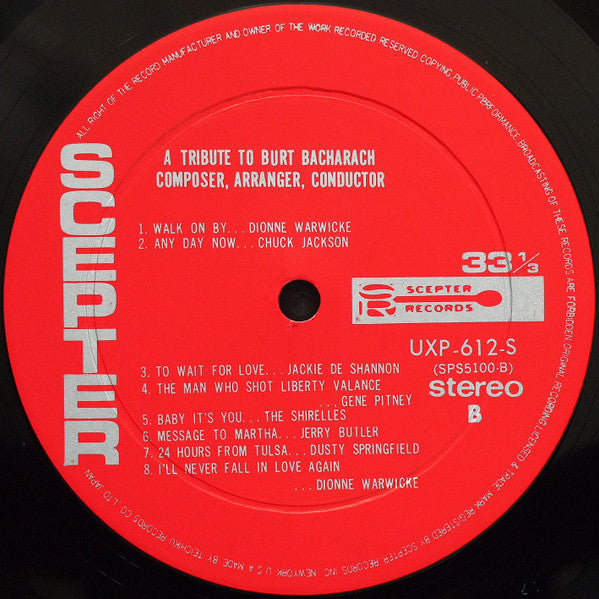 ALL RIGHT OF THE RECORD MANUFACTURER AND OWNER OF THE WORK RECORDED RESERVED COPYING, PUBLIC PERFORMANCE, BROADCASTING OF THESE RECORDS ARE FORBIDDEN ORIGINAL RECORDING LICENSED & TRADE MARK REGISTERED BY SCEPTER RECORDS INC. NEWYORK U.S.A MADE BY TEICHIKU RECORDS CO., LTD JAPAN
SCEPTER
A TRIBUTE TO BURT BACHARACH
COMPOSER, ARRANGER, CONDUCTOR
1. WALK ON BY... DIONNE WARWICKE
2. ANY DAY NOW... CHUCK JACKSON
33 1/3
SR SCEPTER
RECORDS
UXP-612-S
(SPS5100-B)
stereo
B
3. TO WAIT FOR LOVE... JACKIE DE SHANNON
4. THE MAN WHO SHOT LIBERTY VALANCE
... GENE PITNEY
5. BABY IT'S YOU... THE SHIRELLES
6. MESSAGE TO MARTHA... JERRY BUTLER
7. 24 HOURS FROM TULSA... DUSTY SPRINGFIELD
8. I'LL NEVER FALL IN LOVE AGAIN
... DIONNE WARWICKE